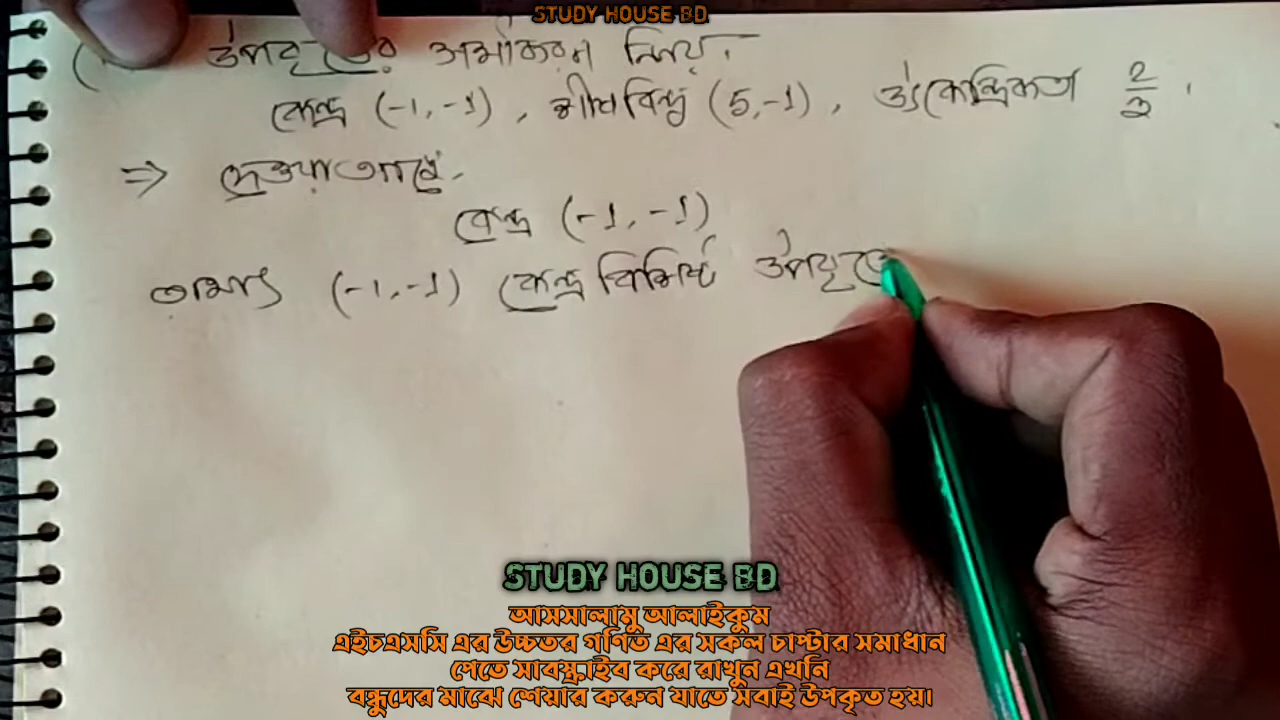 STUDY HOUSE BD
উপবৃত্তের সমীকরণ নির্ণয়
কেন্দ্র (-1, -1), শীর্ষবিন্দু (5, -1), উৎকেন্দ্রিকতা 2/3 ।
⇒ দেওয়া আছে,
কেন্দ্র (-1, -1)
আমরা (-1, -1) কেন্দ্র বিশিষ্ট উপবৃত্তে
STUDY HOUSE BD
আসসালামু আলাইকুম
এইচএসসি এর উচ্চতর গণিত এর সকল চাপ্টার সমাধান
পেতে সাবস্ক্রাইব করে রাখুন এখনি
বন্ধুদের মাঝে শেয়ার করুন যাতে সবাই উপকৃত হয়।